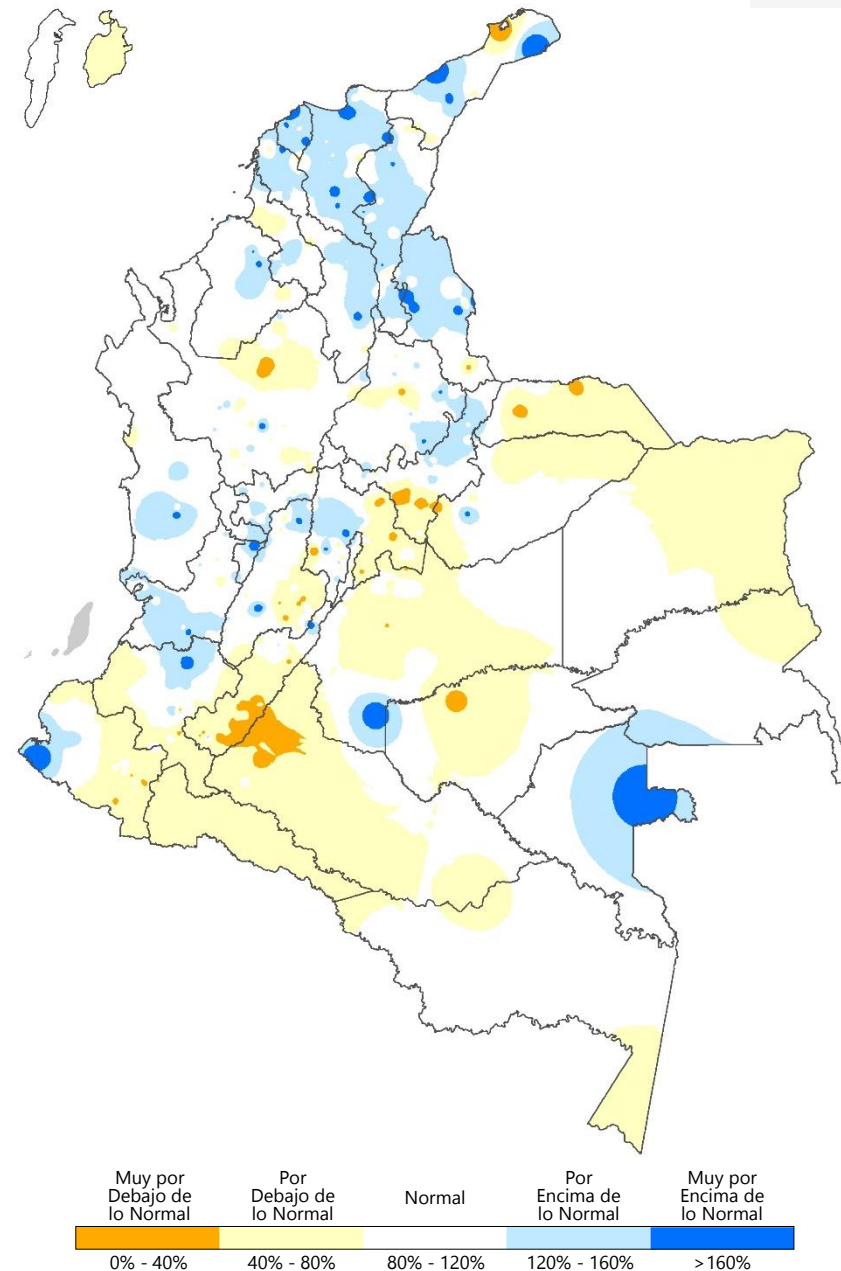 Muy por
Debajo de
lo Normal
Por
Debajo de
lo Normal
Normal
Por
Encima de
lo Normal
Muy por
Encima de
lo Normal
0% - 40%
40% - 80%
80% - 120%
120% - 160%
>160%